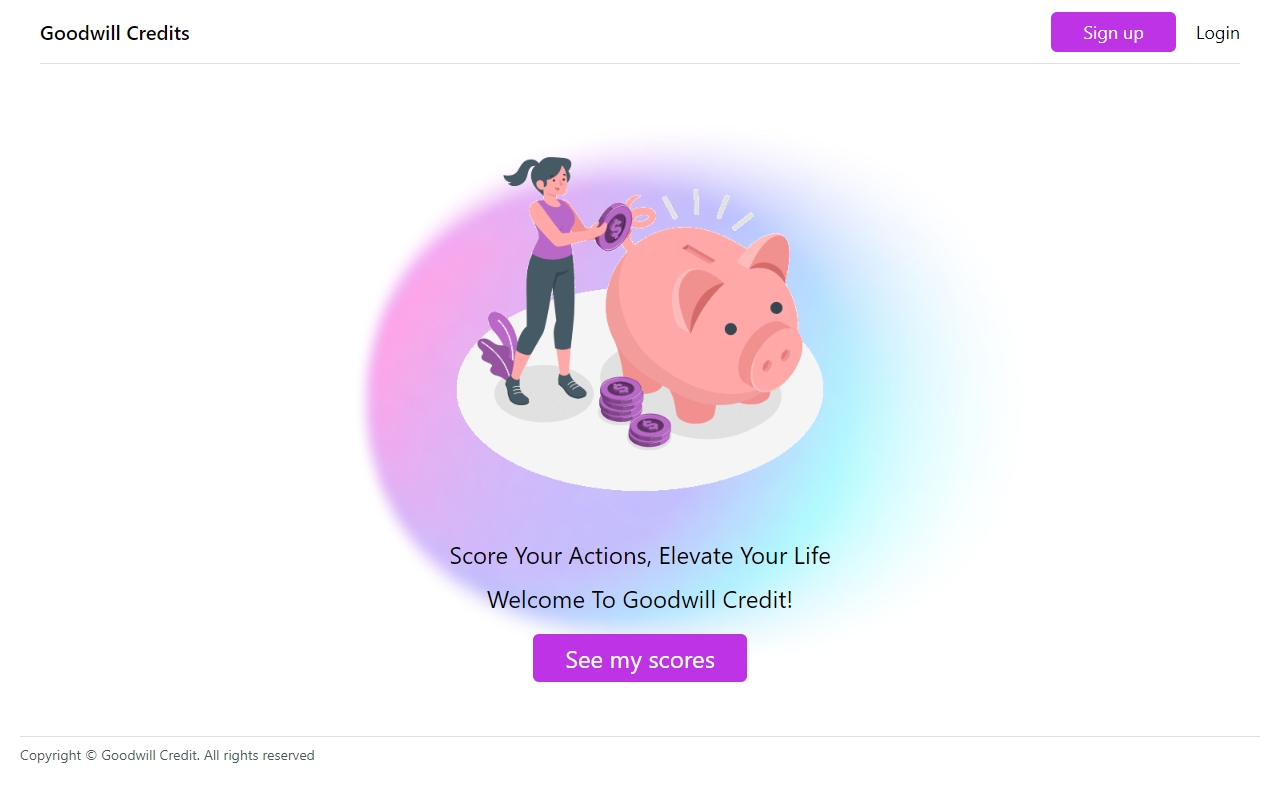 Goodwill Credits
Sign up
Login
Score Your Actions, Elevate Your Life
Welcome To Goodwill Credit!
See my scores
Copyright © Goodwill Credit. All rights reserved